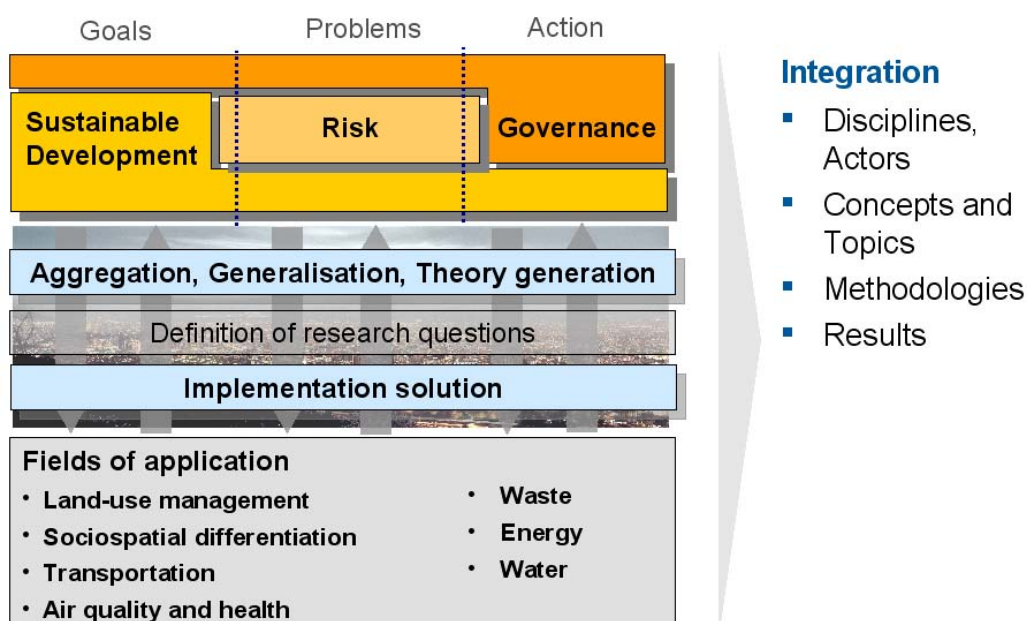 Goals Problems Action
Sustainable
Development
Risk
Governance
Aggregation, Generalisation, Theory generation
Definition of research questions
Implementation solution
Fields of application
• Land-use management
• Sociospatial differentiation
• Transportation
• Air quality and health
• Waste
• Energy
• Water
Integration
▪ Disciplines,
Actors
▪ Concepts and
Topics
▪ Methodologies
▪ Results